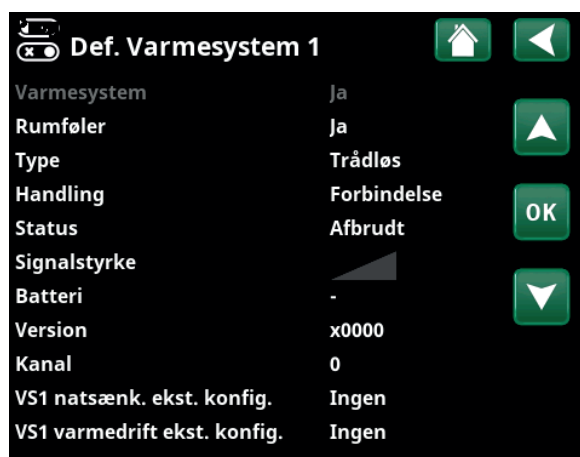 Def. Varmesystem 1
Varmesystem Ja
Rumføler Ja
Type Trådløs
Handling Forbindelse
Status Afbrudt
OK
Signalstyrke
Batteri -
Version x0000
Kanal 0
VS1 natsænk. ekst. konfig. Ingen
VS1 varmedrift ekst. konfig. Ingen